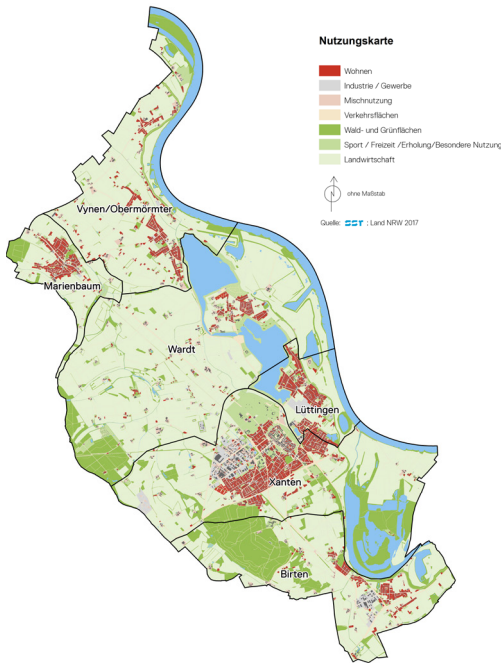 Nutzungskarte
Wohnen
Industrie / Gewerbe
Mischnutzung
Verkehrsflächen
Wald- und Grünflächen
Sport / Freizeit /Erholung/Besondere Nutzung
Landwirtschaft
N
ohne Maßstab
Quelle: SSR ; Land NRW 2017
Vynen/Obermörmter
Marienbaum
Wardt
Lüttingen
Xanten
Birten